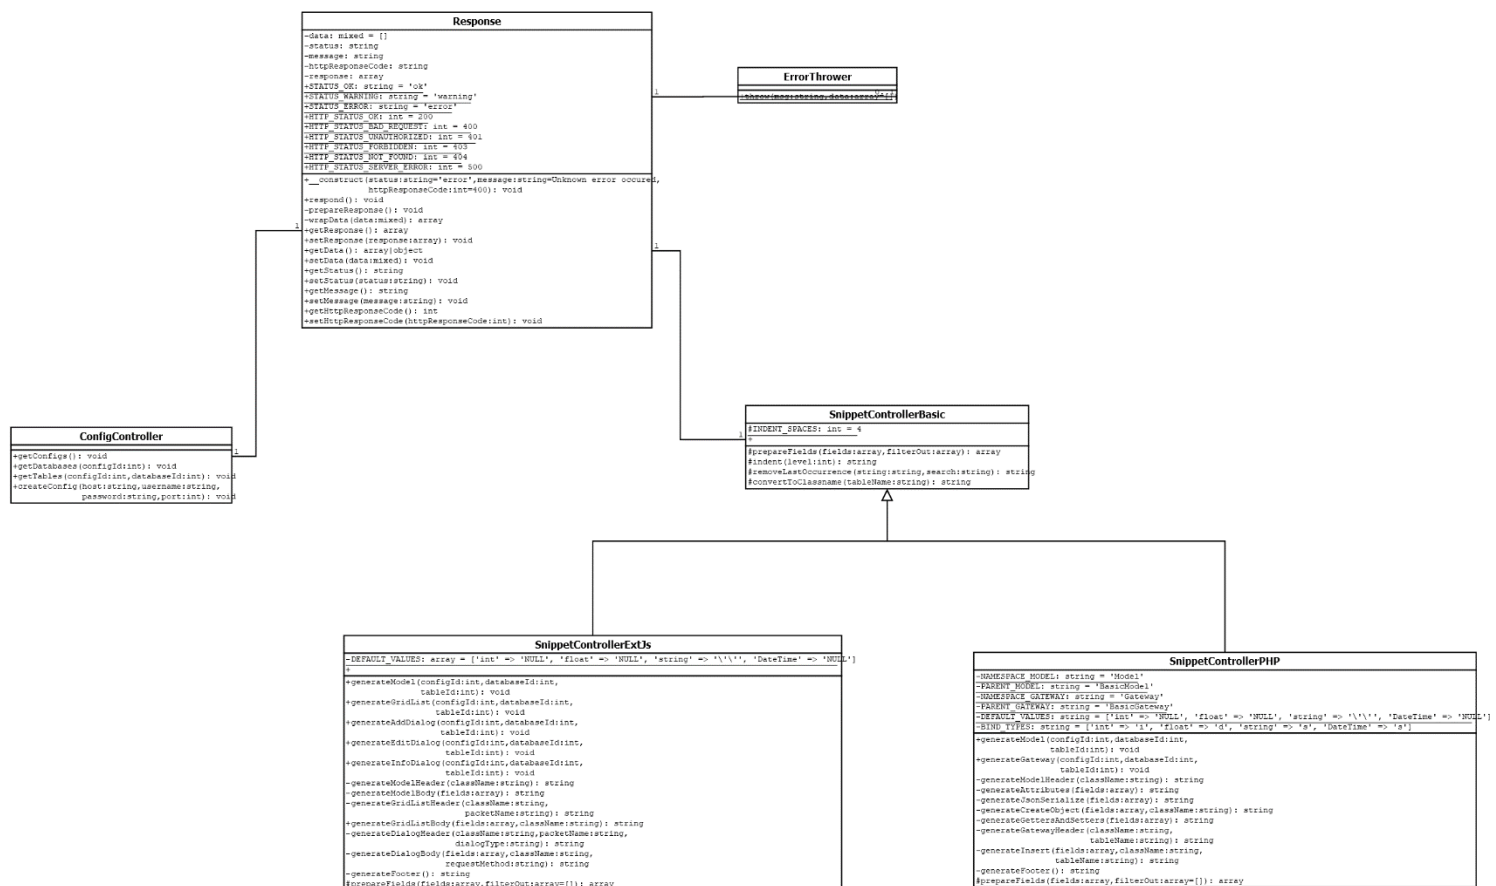 Response
-data: mixed = []
-status: string
-message: string
-httpResponseCode: string
-response: array
+STATUS_OK: string = 'ok'
+STATUS_WARNING: string = 'warning'
+STATUS_ERROR: string = 'error'
+HTTP_STATUS_OK: int = 200
+HTTP_STATUS_BAD_REQUEST: int = 400
+HTTP_STATUS_UNAUTHORIZED: int = 401
+HTTP_STATUS_FORBIDDEN: int = 403
+HTTP_STATUS_NOT_FOUND: int = 404
+HTTP_STATUS_SERVER_ERROR: int = 500
+__construct(status:string='error',message:string=Unknown error occured,
httpResponseCode:int=400): void
+respond(): void
-prepareResponse(): void
-wrapData(data:mixed): array
+getResponse(): array
+setResponse(response:array): void
+getData(): array|object
+setData(data:mixed): void
+getStatus(): string
+setStatus(status:string): void
+getMessage(): string
+setMessage(message:string): void
+getHttpResponseCode(): int
+setHttpResponseCode(httpResponseCode:int): void
1
1
1
ErrorThrower
throw(msg:string,data:array=[]
ConfigController
+getConfigs(): void
+getDatabases(configId:int): void
+getTables(configId:int,databaseId:int): void
+createConfig(host:string,username:string,
password:string,port:int): void
1
SnippetControllerBasic
#INDENT_SPACES: int = 4
+
#prepareFields(fields:array,filterOut:array): array
#indent(level:int): string
#removeLastOccurrence(string:string,search:string): string
#convertToClassname(tableName:string): string
1
SnippetControllerExtJs
-DEFAULT_VALUES: array = ['int' => 'NULL', 'float' => 'NULL', 'string' => '\'\'', 'DateTime' => 'NULL']
+
+generateModel(configId:int,databaseId:int,
tableId:int): void
+generateGridList(configId:int,databaseId:int,
tableId:int): void
+generateAddDialog(configId:int,databaseId:int,
tableId:int): void
+generateEditDialog(configId:int,databaseId:int,
tableId:int): void
+generateInfoDialog(configId:int,databaseId:int,
tableId:int): void
-generateModelHeader(className:string): string
-generateModelBody(fields:array): string
-generateGridListHeader(className:string,
packetName:string): string
+generateGridListBody(fields:array,className:string): string
-generateDialogHeader(className:string,packetName:string,
dialogType:string): string
-generateDialogBody(fields:array,className:string,
requestMethod:string): string
-generateFooter(): string
#prepareFields(fields:array,filterOut:array=[]): array
SnippetControllerPHP
-NAMESPACE_MODEL: string = 'Model'
-PARENT_MODEL: string = 'BasicModel'
-NAMESPACE_GATEWAY: string = 'Gateway'
-PARENT_GATEWAY: string = 'BasicGateway'
-DEFAULT_VALUES: string = ['int' => 'NULL', 'float' => 'NULL', 'string' => '\'\'', 'DateTime' => 'NULL']
-BIND_TYPES: string = ['int' => 'i', 'float' => 'd', 'string' => 's', 'DateTime' => 's']
+generateModel(configId:int,databaseId:int,
tableId:int): void
+generateGateway(configId:int,databaseId:int,
tableId:int): void
-generateModelHeader(className:string): string
-generateAttributes(fields:array): string
-generateJsonSerialize(fields:array): string
-generateCreateObject(fields:array,className:string): string
-generateGettersAndSetters(fields:array): string
-generateGatewayHeader(className:string,
tableName:string): string
-generateInsert(fields:array,className:string,
tableName:string): string
-generateFooter(): string
#prepareFields(fields:array,filterOut:array=[]): array